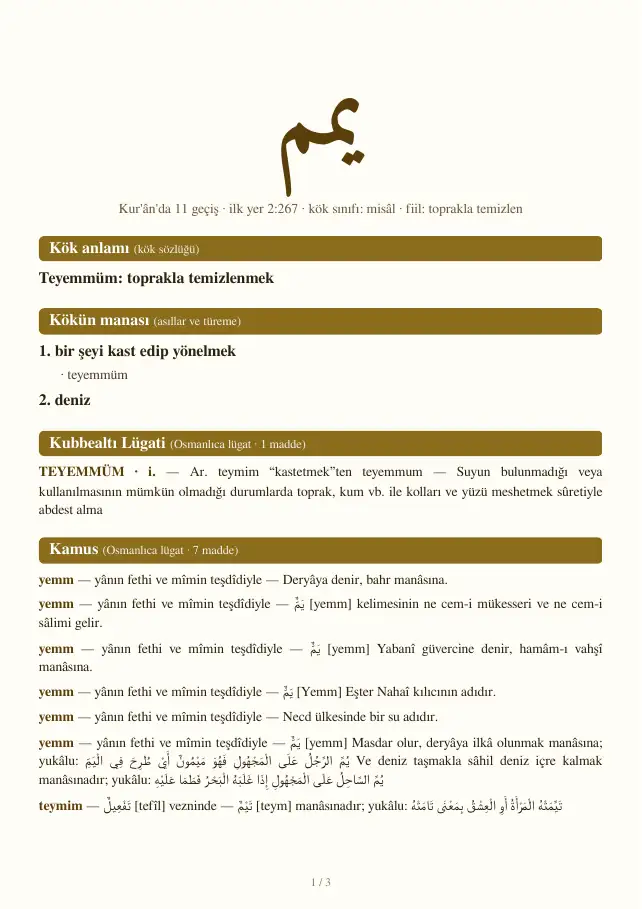 يمم
Kur'ân'da 11 geçiş · ilk yer 2:267 · kök sınıfı: misâl · fiil: toprakla temizlen
Kök anlamı (kök sözlüğü)
Teyemmüm: toprakla temizlenmek
Kökün manası (asıllar ve türeme)
1. bir şeyi kast edip yönelmek
· teyemmüm
2. deniz
Kubbealtı Lügati (Osmanlıca lügat · 1 madde)
TEYEMMÜM · i. — Ar. teymim “kastetmek”ten teyemmum — Suyun bulunmadığı veya
kullanılmasının mümkün olmadığı durumlarda toprak, kum vb. ile kolları ve yüzü meshetmek sûretiyle
abdest alma
Kamus (Osmanlıca lügat · 7 madde)
yemm — yânın fethi ve mîmin teşdîdiyle — Deryâya denir, bahr manâsına.
yemm — yânın fethi ve mîmin teşdîdiyle — يَمٌّ [yemm] kelimesinin ne cem-i mükesseri ve ne cem-i
sâlimi gelir.
yemm — yânın fethi ve mîmin teşdîdiyle — يَمٌّ [yemm] Yabanî güvercine denir, hamâm-ı vahşî
manâsına.
yemm — yânın fethi ve mîmin teşdîdiyle — يَمٌّ [Yemm] Eşter Nahaî kılıcının adıdır.
yemm — yânın fethi ve mîmin teşdîdiyle — Necd ülkesinde bir su adıdır.
yemm — yânın fethi ve mîmin teşdîdiyle — يَمٌّ [yemm] Masdar olur, deryâya ilkâ olunmak manâsına;
yukâlu: يُمَّ الرَّجُلُ عَلَى الْمَجْهُولِ فَهُوَ مَيْمُومٌ أَيْ طُرِحَ فِي الْيَمِّ Ve deniz taşmakla sâhil deniz içre kalmak
manâsınadır; yukâlu: يُمَّ السَّاحِلُ عَلَى الْمَجْهُولِ إِذَا غَلَبَهُ الْبَحْرُ فَطَمَا عَلَيْهِ
teymim — تَفْعِيلٌ [tefîl] vezninde — تَيْمٌ [teym] manâsınadır; yukâlu: تَيَّمَتْهُ الْمَرْأَةُ أَوِ الْعِشْقُ بِمَعْنَى تَامَتْهُ
1 / 3